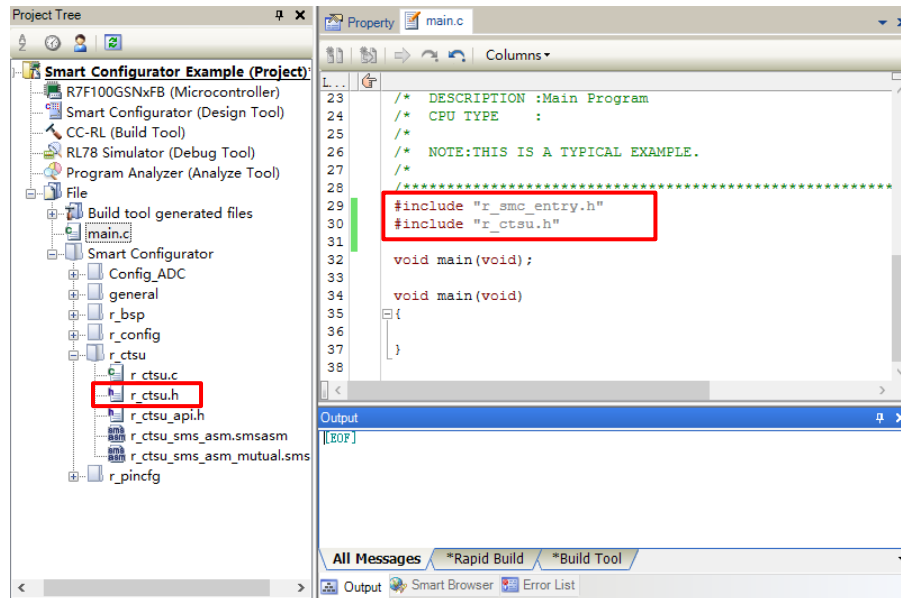 Project Tree
Smart Configurator Example (Project)*
R7F100GSNxFB (Microcontroller)
Smart Configurator (Design Tool)
CC-RL (Build Tool)
RL78 Simulator (Debug Tool)
Program Analyzer (Analyze Tool)
File
Build tool generated files
main.c
Smart Configurator
Config_ADC
general
r_bsp
r_config
r_ctsu
r_ctsu.c
r_ctsu.h
r_ctsu_api.h
r_ctsu_sms_asm.smsasm
r_ctsu_sms_asm_mutual.sms
r_pincfg
Property main.c
Columns
L...
23 /* DESCRIPTION :Main Program
24 /* CPU TYPE :
25 /*
26 /* NOTE:THIS IS A TYPICAL EXAMPLE.
27 /*
28 /********************************************************
29 #include "r_smc_entry.h"
30 #include "r_ctsu.h"
31
32 void main(void);
33
34 void main(void)
35 {
36
37 }
38
Output
[EOF]
All Messages *Rapid Build *Build Tool
Output Smart Browser Error List